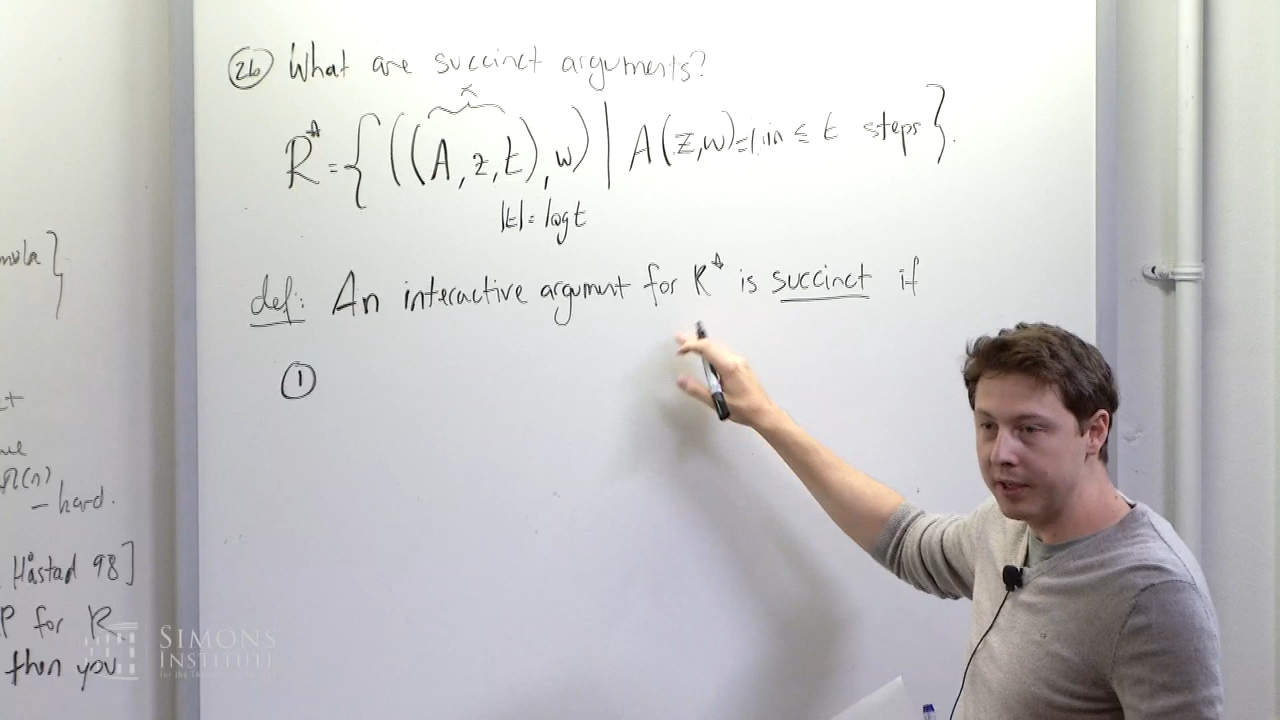 2b What are succinct arguments?
x
R* = { ((A, z, t), w) | A(z,w)=1 in ≤ t steps }.
|t| = log t
def: An interactive argument for R* is succinct if
1
}
Ω(n)
– hard.
Håstad 98]
for R
then you
SIMONS
INSTITUTE